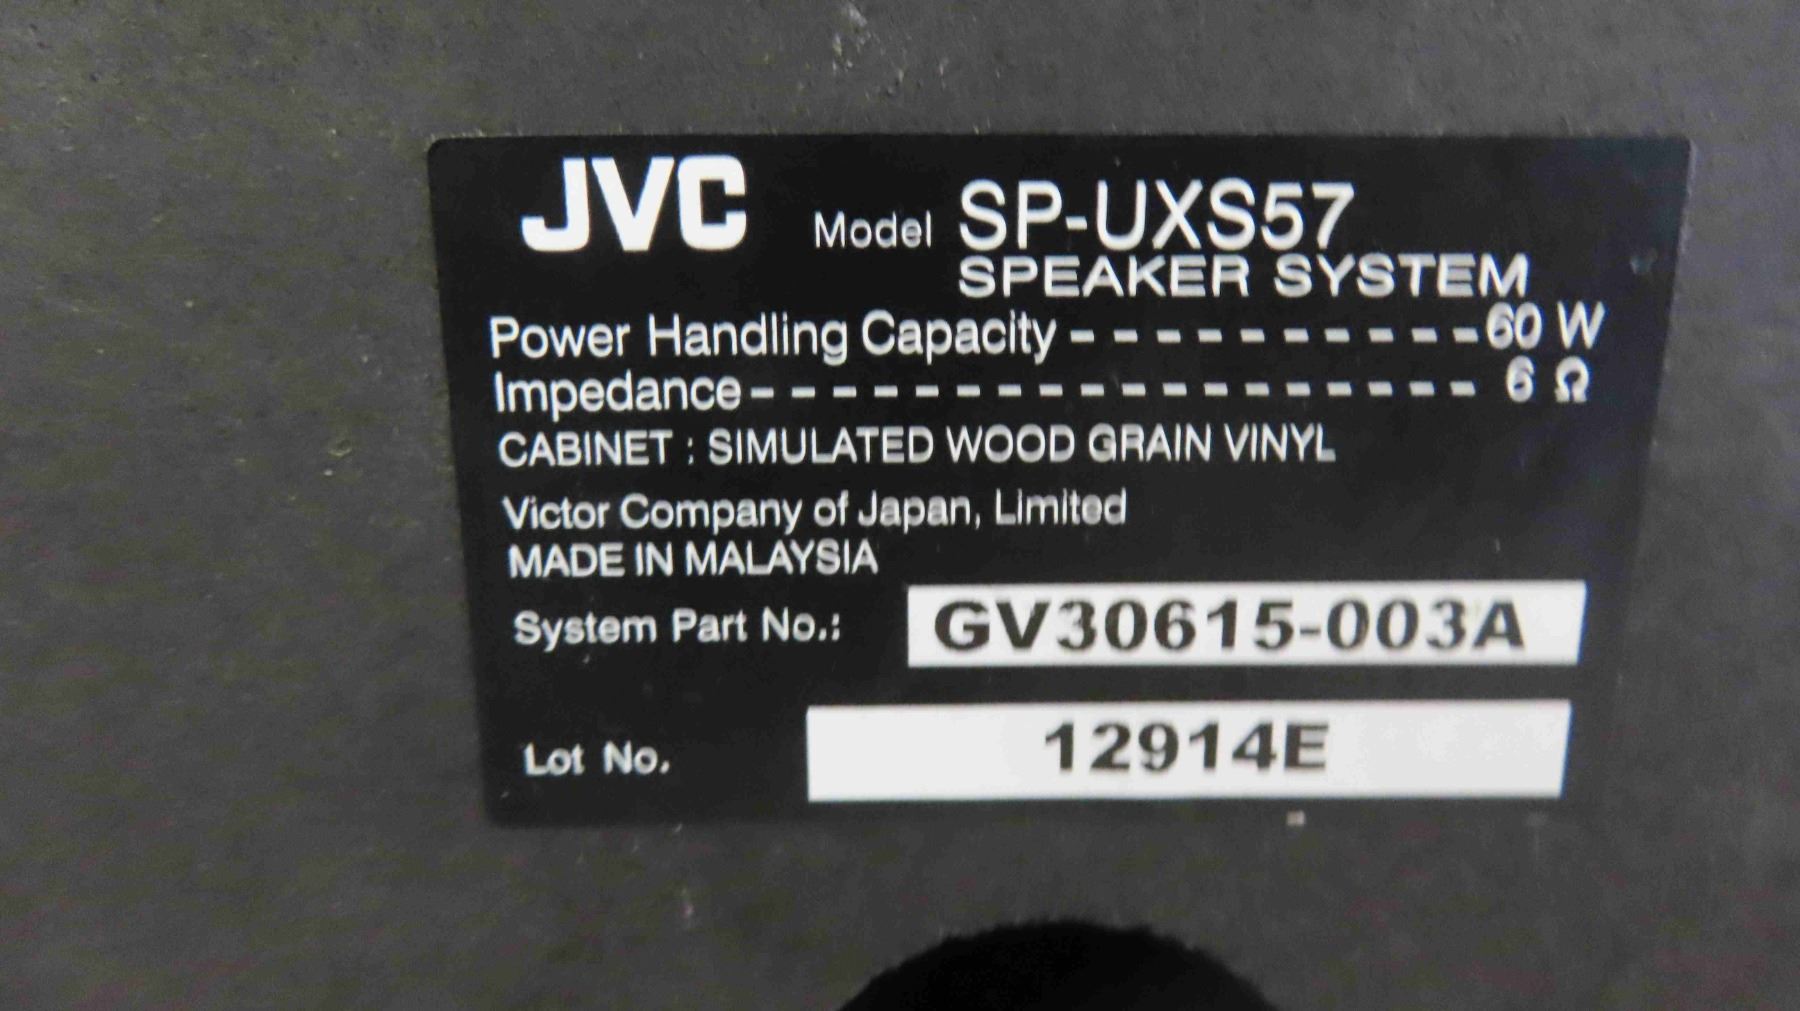 JVC Model SP-UXS57
SPEAKER SYSTEM
Power Handling Capacity - - - - - - - - - - 60 W
Impedance - - - - - - - - - - - - - - - - - - 6 Ω
CABINET : SIMULATED WOOD GRAIN VINYL
Victor Company of Japan, Limited
MADE IN MALAYSIA
System Part No.: GV30615-003A
Lot No. 12914E